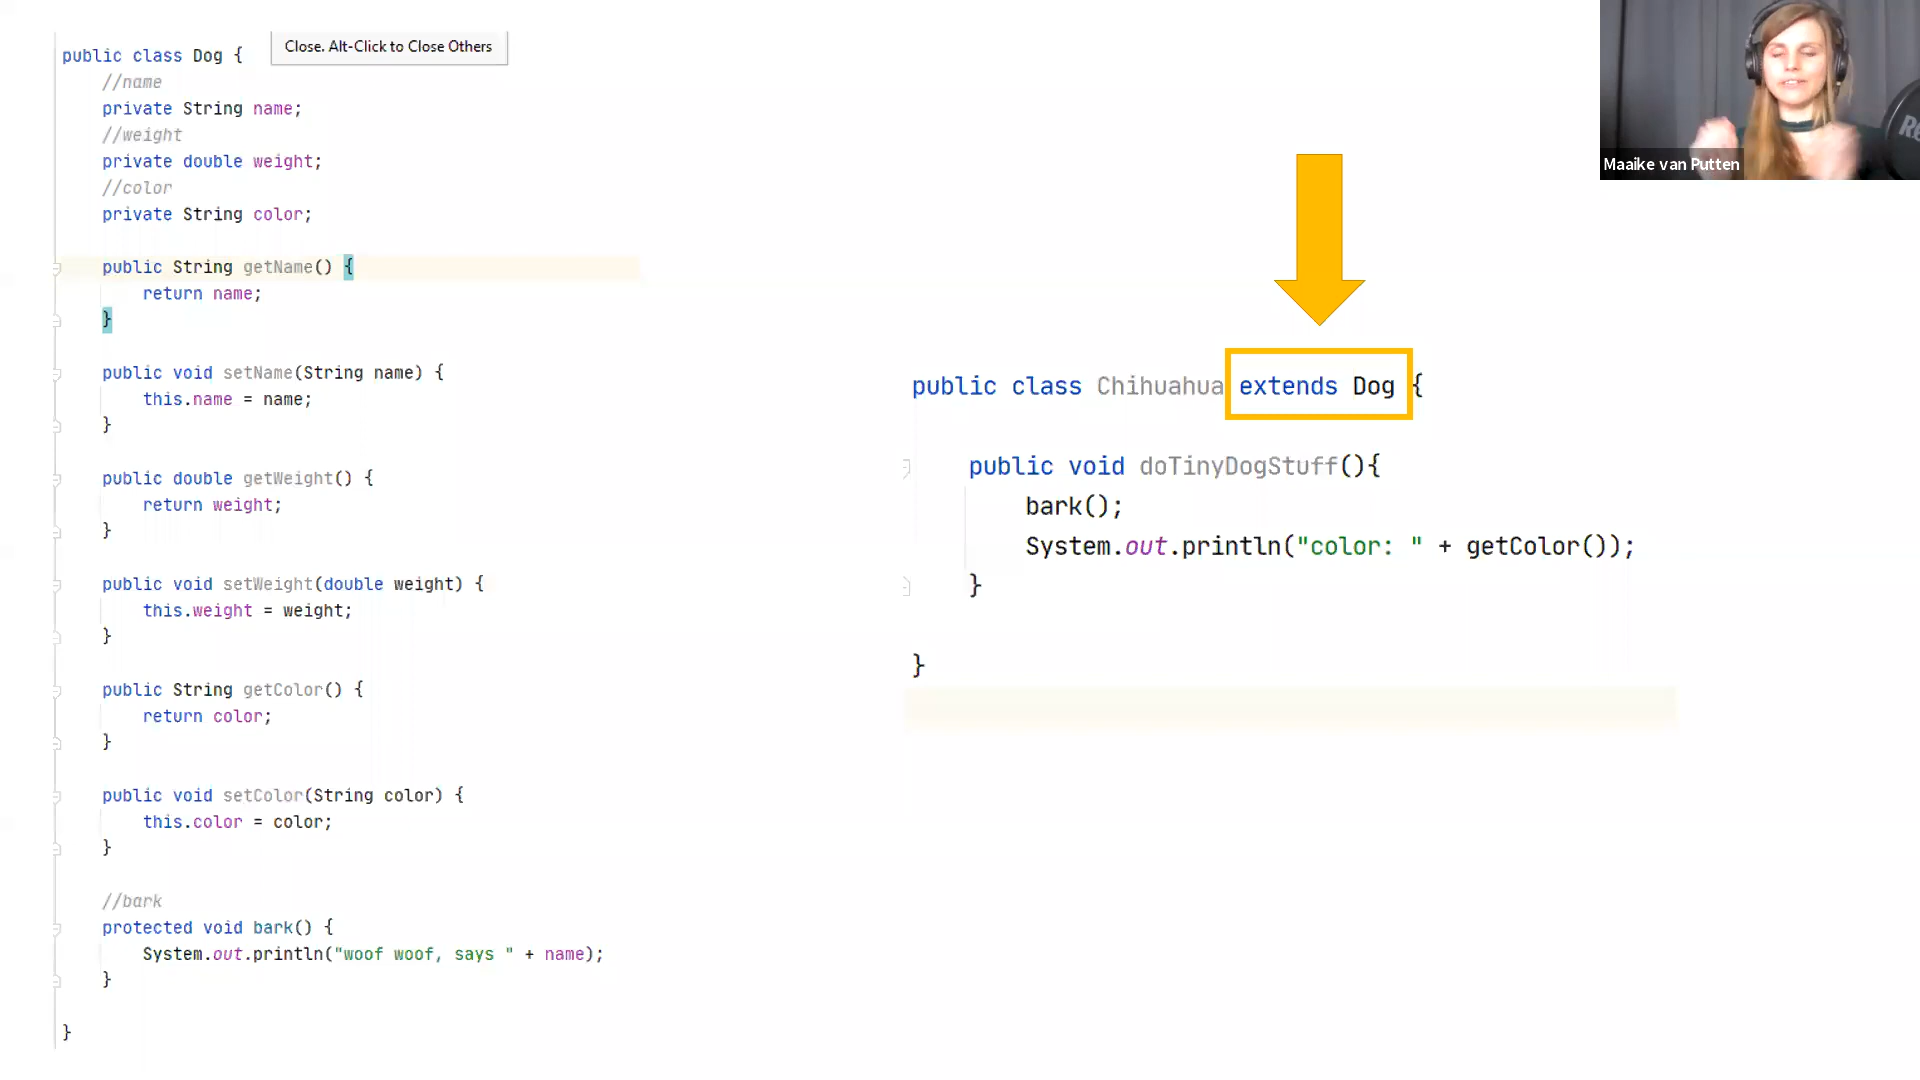 public class Dog {
Close. Alt-Click to Close Others
//name
private String name;
//weight
private double weight;
//color
private String color;
public String getName() {
return name;
}
public void setName(String name) {
this.name = name;
}
public double getWeight() {
return weight;
}
public void setWeight(double weight) {
this.weight = weight;
}
public String getColor() {
return color;
}
public void setColor(String color) {
this.color = color;
}
//bark
protected void bark() {
System.out.println("woof woof, says " + name);
}
}
public class Chihuahua extends Dog {
public void doTinyDogStuff(){
bark();
System.out.println("color: " + getColor());
}
}
Maaike van Putten